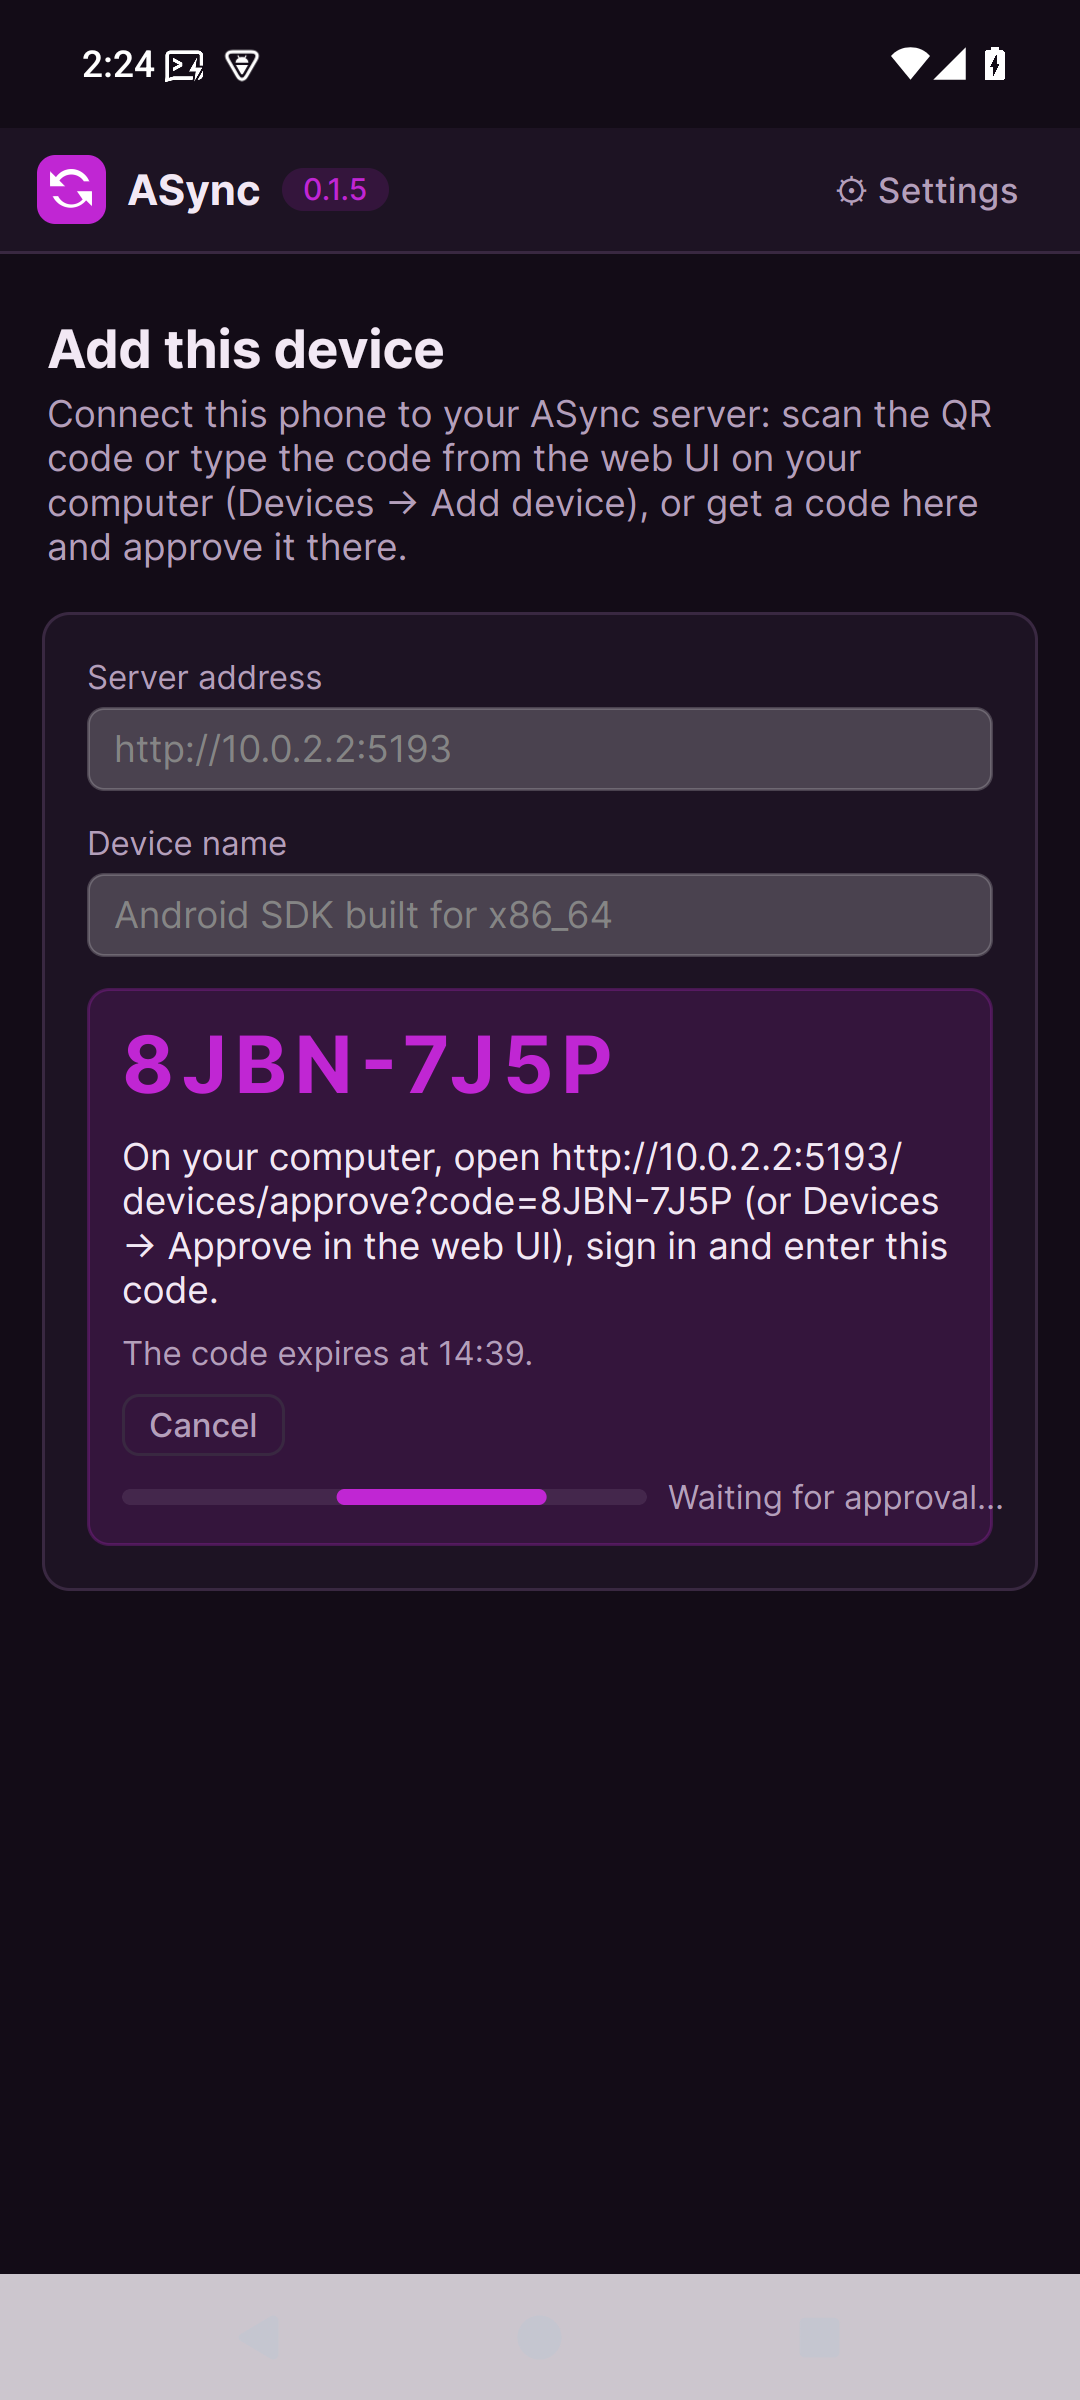 2:24
ASync 0.1.5 Settings
Add this device
Connect this phone to your ASync server: scan the QR
code or type the code from the web UI on your
computer (Devices → Add device), or get a code here
and approve it there.
Server address
http://10.0.2.2:5193
Device name
Android SDK built for x86_64
8JBN-7J5P
On your computer, open http://10.0.2.2:5193/
devices/approve?code=8JBN-7J5P (or Devices
→ Approve in the web UI), sign in and enter this
code.
The code expires at 14:39.
Cancel
Waiting for approval...